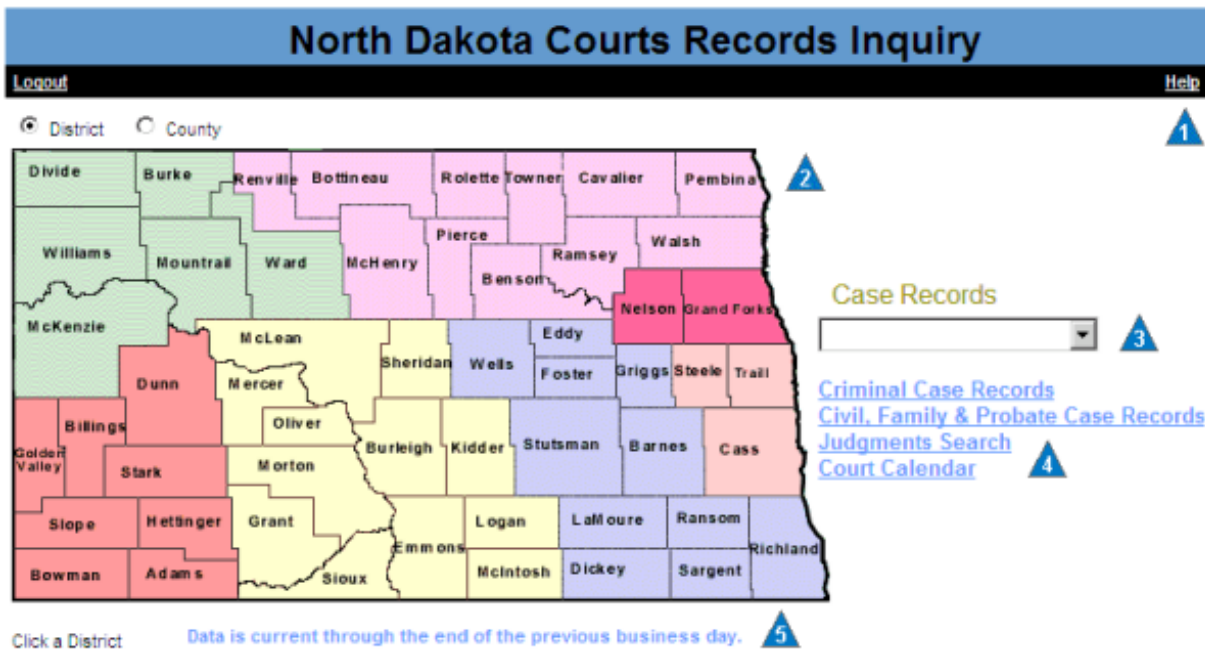 North Dakota Courts Records Inquiry
Logout Help
District County 1
Divide Burke Renville Bottineau Rolette Towner Cavalier Pembina 2
Williams Mountrail Ward McHenry Pierce Benson Ramsey Walsh
McKenzie Nelson Grand Forks
Case Records
3
McLean Sheridan Wells Eddy Foster Griggs Steele Traill
Dunn Mercer Oliver
Criminal Case Records
Civil, Family & Probate Case Records
Judgments Search
Court Calendar 4
Golden Valley Billings Stark Morton Burleigh Kidder Stutsman Barnes Cass
Slope Hettinger Grant Emmons Logan LaMoure Ransom Richland
Bowman Adams Sioux McIntosh Dickey Sargent
Click a District Data is current through the end of the previous business day. 5